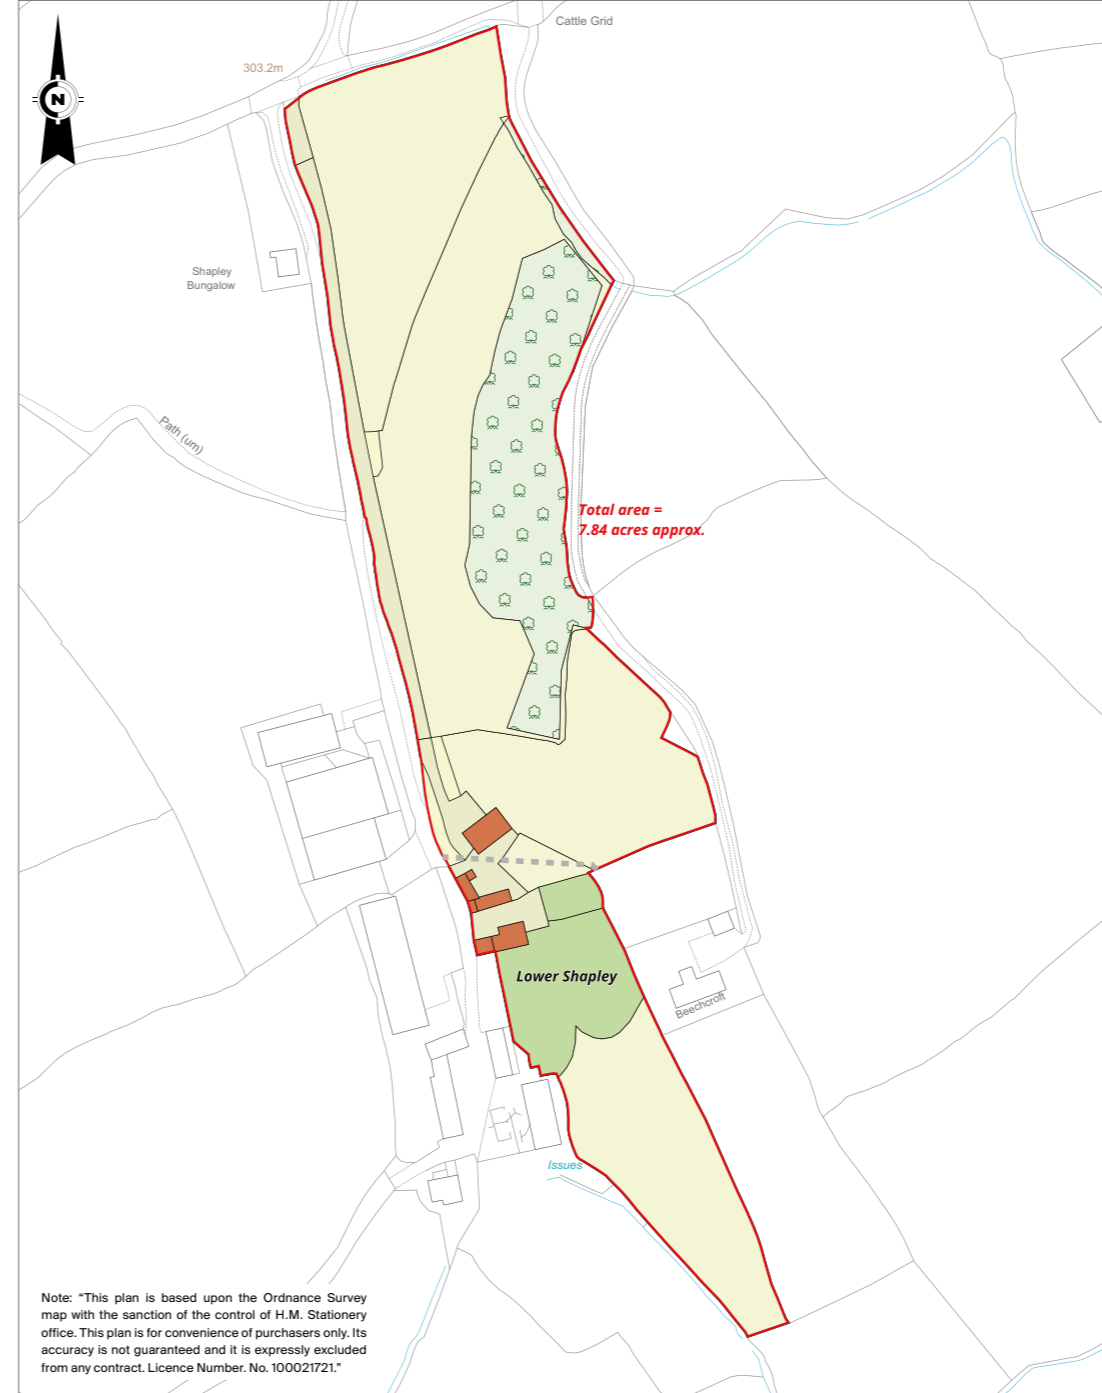 Cattle Grid
303.2m
N
Shapley
Bungalow
Path (um)
Total area =
7.84 acres approx.
Lower Shapley
Beechcroft
Issues
Note: “This plan is based upon the Ordnance Survey
map with the sanction of the control of H.M. Stationery
office. This plan is for convenience of purchasers only. Its
accuracy is not guaranteed and it is expressly excluded
from any contract. Licence Number. No. 100021721.”